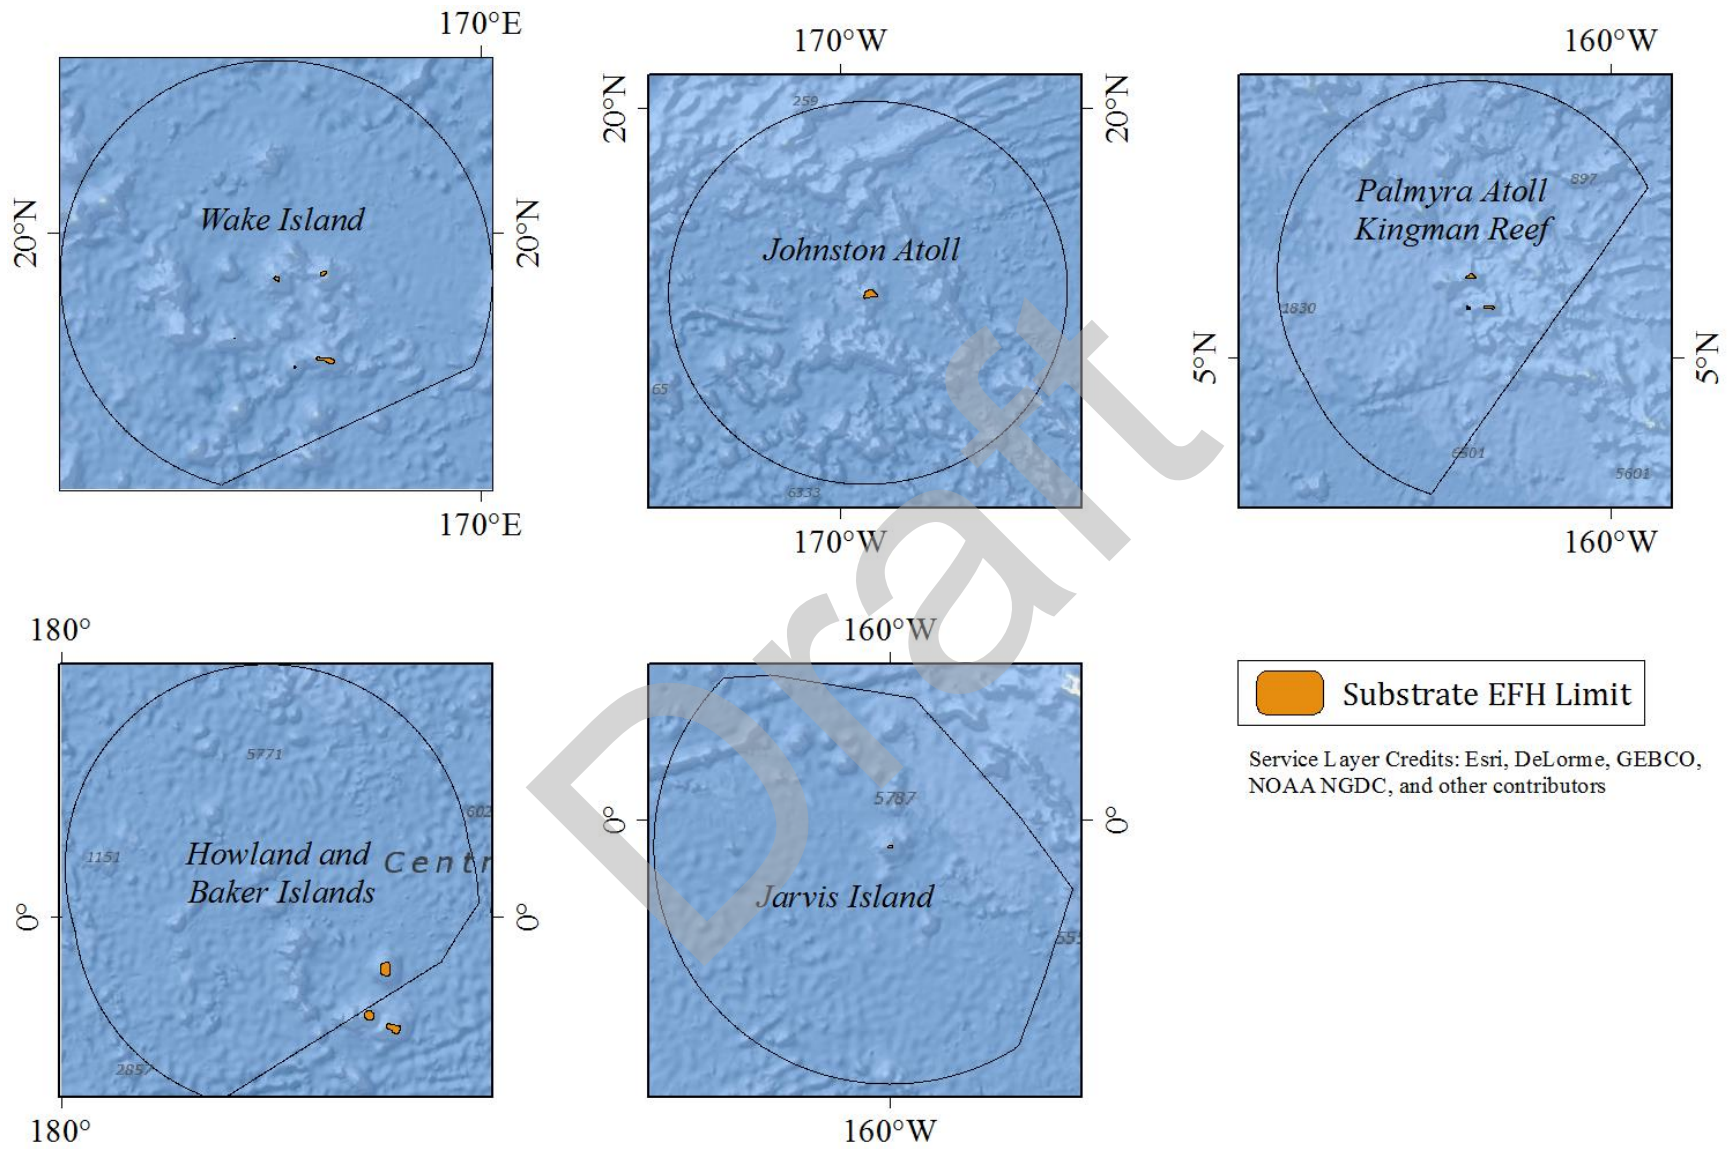 170°E
20°N
Wake Island
20°N
170°E
170°W
20°N
259
20°N
Johnston Atoll
65
6333
170°W
160°W
897
Palmyra Atoll
Kingman Reef
1830
5°N
5°N
6501
5601
160°W
180°
5771
602
1151
Howland and
Baker Islands
Centr
0°
0°
2857
180°
160°W
5787
0°
0°
Jarvis Island
160°W
Substrate EFH Limit
Service Layer Credits: Esri, DeLorme, GEBCO,
NOAA NGDC, and other contributors
Draft